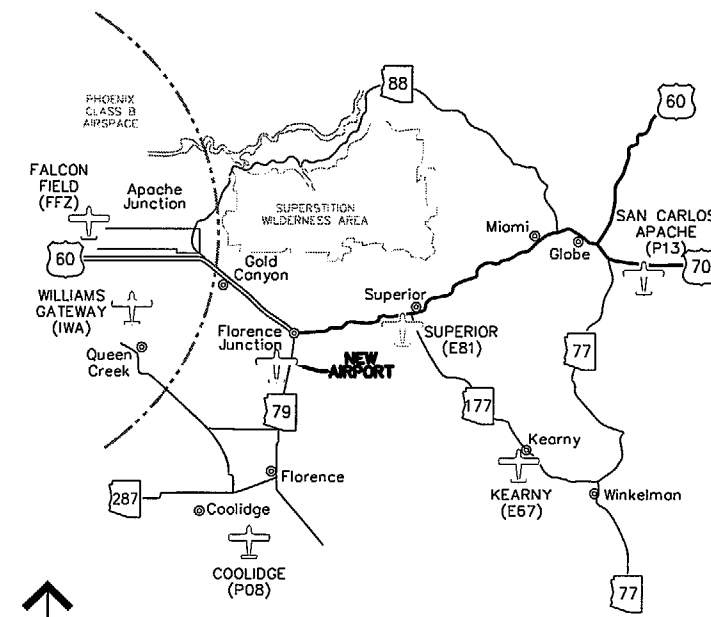 PHOENIX
CLASS B
AIRSPACE
88
60
FALCON
FIELD
(FFZ)
Apache
Junction
SUPERSTITION
WILDERNESS AREA
Miami
Globe
SAN CARLOS
APACHE
(P13)
60
70
Gold
Canyon
WILLIAMS
GATEWAY
(IWA)
Superior
Florence
Junction
SUPERIOR
(E81)
NEW
AIRPORT
Queen
Creek
77
79
177
Kearny
Florence
287
Coolidge
KEARNY
(E67)
Winkelman
COOLIDGE
(P08)
77